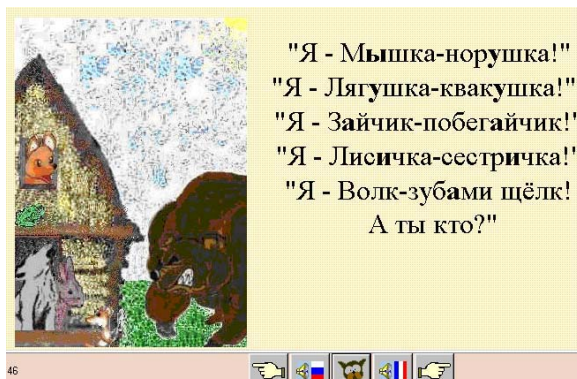 "Я - Мышка-норушка!"
"Я - Лягушка-квакушка!"
"Я - Зайчик-побегайчик!"
"Я - Лисичка-сестричка!"
"Я - Волк-зубами щёлк!
А ты кто?"
46